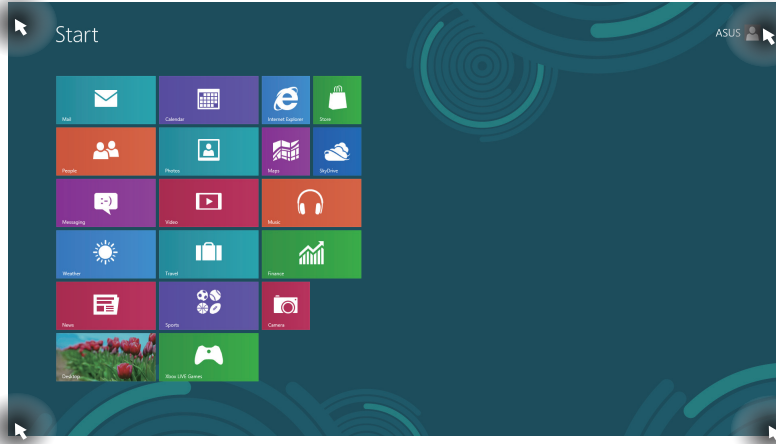 Start
ASUS
Mail
Calendar
Internet Explorer
Store
People
Photos
Maps
SkyDrive
:-)
Messaging
Video
Music
Weather
Travel
Finance
News
Sports
Camera
Desktop
Xbox LIVE Games